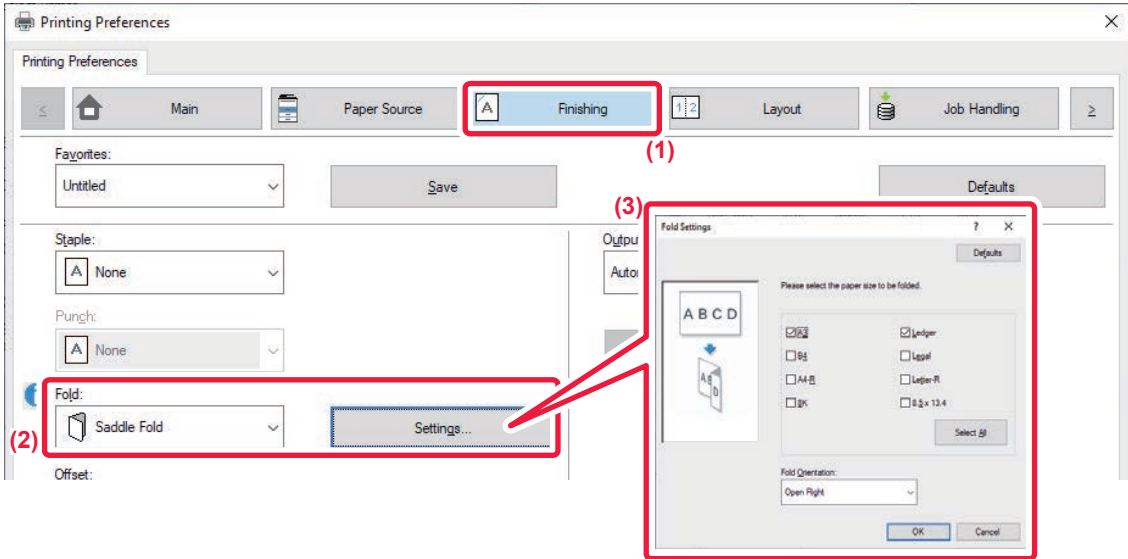 Printing Preferences
Printing Preferences
≤ Main Paper Source A Finishing 1 2 Layout Job Handling ≥
(1)
Favorites:
Untitled Save Defaults
(3)
Staple:
A None
Outpu
Autor
Punch:
A None
Fold:
(2)
Saddle Fold Settings...
Offset:
Fold Settings ? X
Defaults
Please select the paper size to be folded.
A B C D
A3 Ledger
B4 Legal
A4-R Letter-R
8K 8.5 x 13.4
Select All
Fold Orientation:
Open Right
OK Cancel